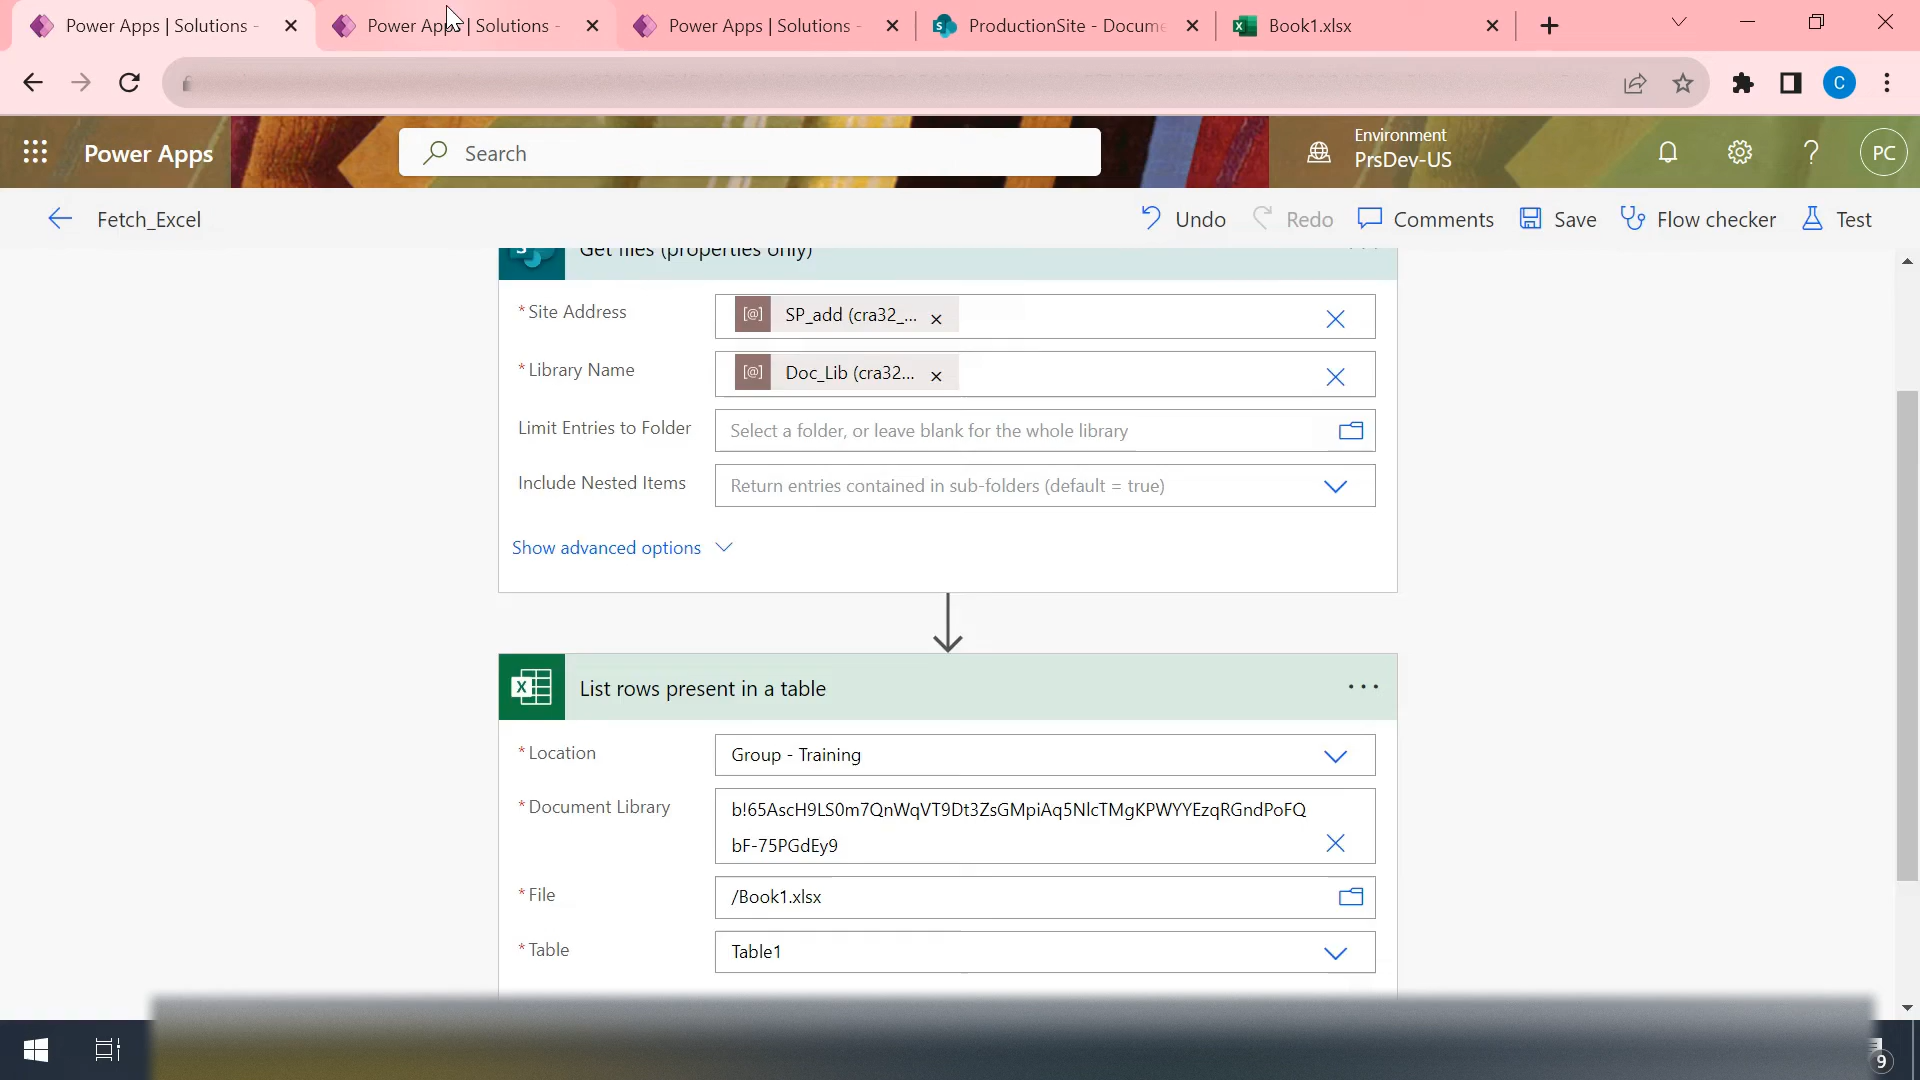 Power Apps | Solutions -
Power Apps | Solutions -
Power Apps | Solutions -
ProductionSite - Docume
Book1.xlsx
C
Power Apps
Search
Environment
PrsDev-US
PC
Fetch_Excel
Undo
Redo
Comments
Save
Flow checker
Test
Get files (properties only)
* Site Address
SP_add (cra32_...
* Library Name
Doc_Lib (cra32...
Limit Entries to Folder
Select a folder, or leave blank for the whole library
Include Nested Items
Return entries contained in sub-folders (default = true)
Show advanced options
List rows present in a table
* Location
Group - Training
* Document Library
b!65AscH9LS0m7QnWqVT9Dt3ZsGMpiAq5NlcTMgKPWYYEzqRGndPoFQ
bF-75PGdEy9
* File
/Book1.xlsx
* Table
Table1
9